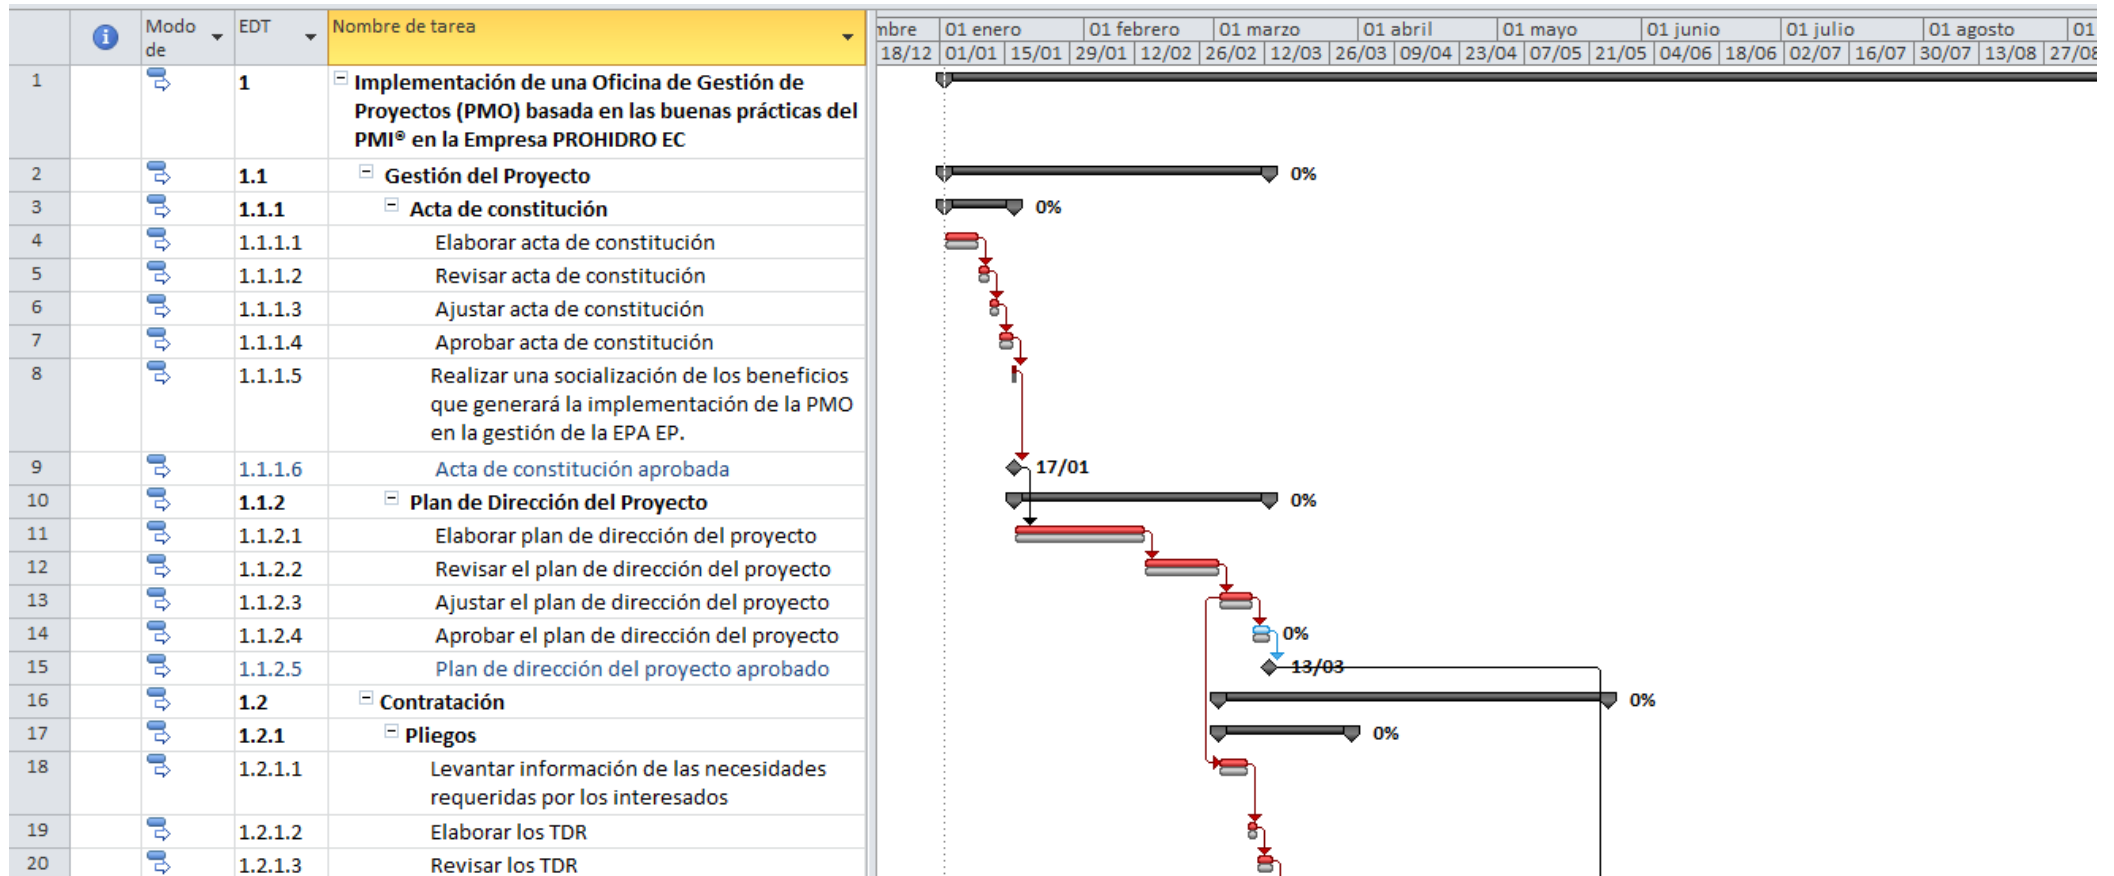 Modo de
EDT
Nombre de tarea
mbre
01 enero
01 febrero
01 marzo
01 abril
01 mayo
01 junio
01 julio
01 agosto
01
18/12 01/01 15/01 29/01 12/02 26/02 12/03 26/03 09/04 23/04 07/05 21/05 04/06 18/06 02/07 16/07 30/07 13/08 27/08
1 1 Implementación de una Oficina de Gestión de
Proyectos (PMO) basada en las buenas prácticas del
PMI® en la Empresa PROHIDRO EC
2 1.1 Gestión del Proyecto 0%
3 1.1.1 Acta de constitución 0%
4 1.1.1.1 Elaborar acta de constitución
5 1.1.1.2 Revisar acta de constitución
6 1.1.1.3 Ajustar acta de constitución
7 1.1.1.4 Aprobar acta de constitución
8 1.1.1.5 Realizar una socialización de los beneficios
que generará la implementación de la PMO
en la gestión de la EPA EP.
9 1.1.1.6 Acta de constitución aprobada 17/01
10 1.1.2 Plan de Dirección del Proyecto 0%
11 1.1.2.1 Elaborar plan de dirección del proyecto
12 1.1.2.2 Revisar el plan de dirección del proyecto
13 1.1.2.3 Ajustar el plan de dirección del proyecto
14 1.1.2.4 Aprobar el plan de dirección del proyecto 0%
15 1.1.2.5 Plan de dirección del proyecto aprobado 13/03
16 1.2 Contratación 0%
17 1.2.1 Pliegos 0%
18 1.2.1.1 Levantar información de las necesidades
requeridas por los interesados
19 1.2.1.2 Elaborar los TDR
20 1.2.1.3 Revisar los TDR